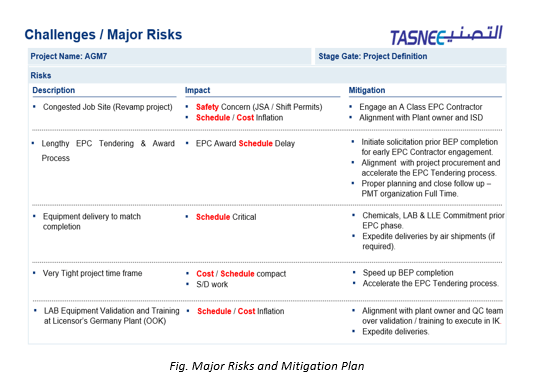 Challenges / Major Risks
TASNEE التصنيع
Project Name: AGM7
Stage Gate: Project Definition
Risks
Description
Impact
Mitigation
Congested Job Site (Revamp project)
Safety Concern (JSA / Shift Permits)
Schedule / Cost Inflation
Engage an A Class EPC Contractor
Alignment with Plant owner and ISD
Lengthy EPC Tendering & Award
Process
EPC Award Schedule Delay
Initiate solicitation prior BEP completion
for early EPC Contractor engagement.
Alignment with project procurement and
accelerate the EPC Tendering process.
Proper planning and close follow up –
PMT organization Full Time.
Equipment delivery to match
completion
Schedule Critical
Chemicals, LAB & LLE Commitment prior
EPC phase.
Expedite deliveries by air shipments (if
required).
Very Tight project time frame
Cost / Schedule compact
S/D work
Speed up BEP completion
Accelerate the EPC Tendering process.
LAB Equipment Validation and Training
at Licensor's Germany Plant (OOK)
Schedule / Cost Inflation
Alignment with plant owner and QC team
over validation / training to execute in IK.
Expedite deliveries.
Fig. Major Risks and Mitigation Plan